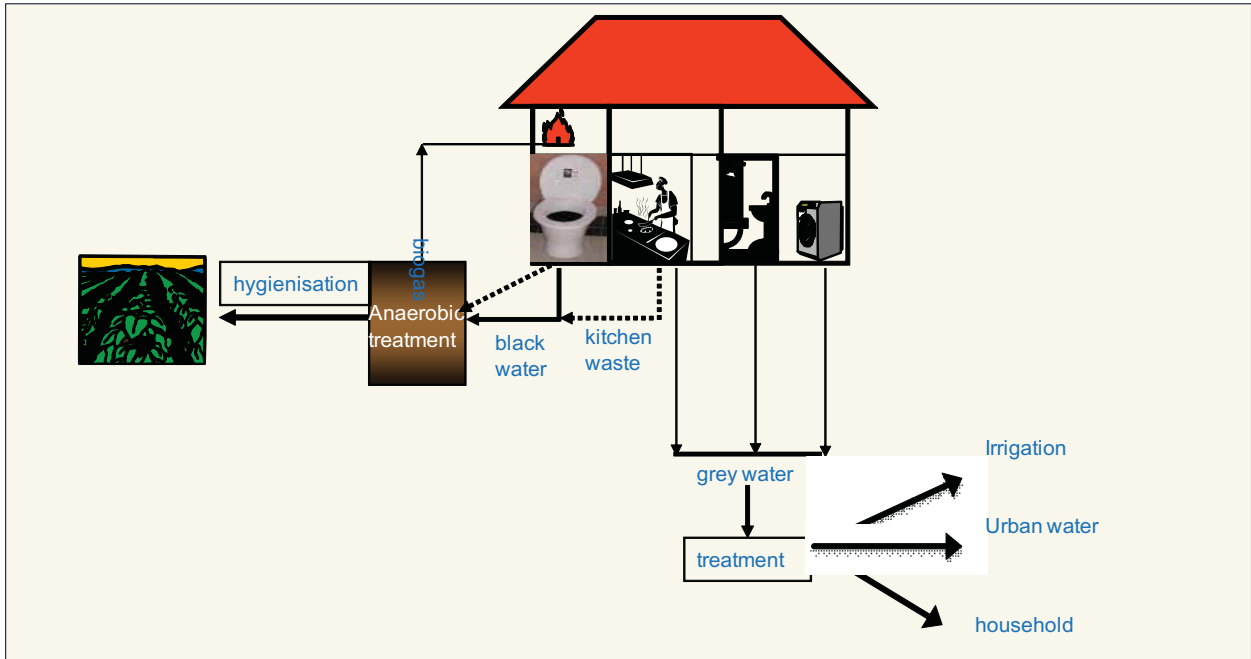 biogas
hygienisation
Anaerobic
treatment
black
water
kitchen
waste
grey water
treatment
Irrigation
Urban water
household